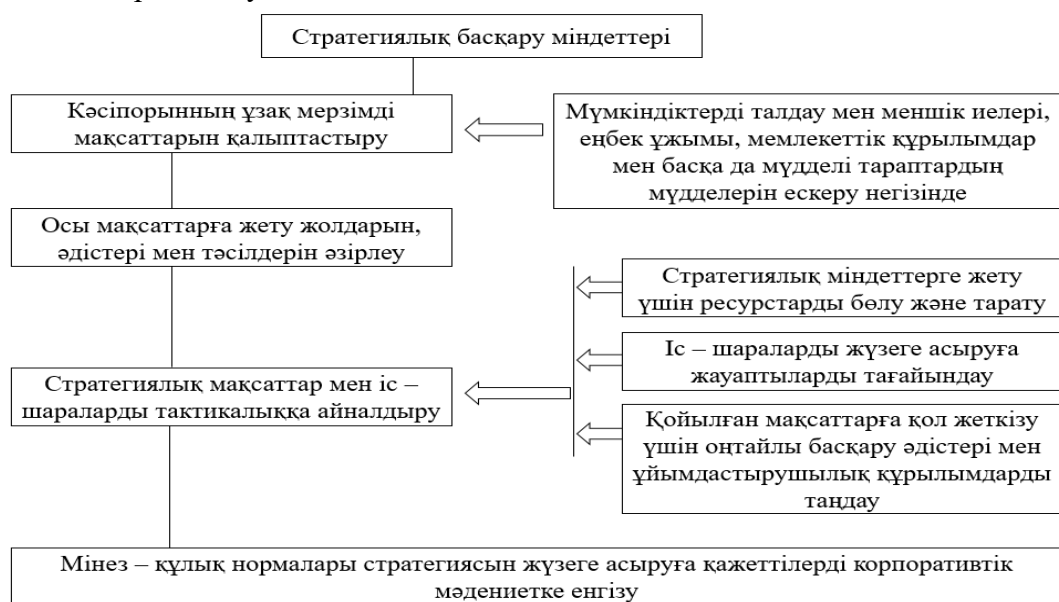 Стратегиялық басқару міндеттері
Кәсіпорынның ұзақ мерзімді
мақсаттарын қалыптастыру
Мүмкіндіктерді талдау мен меншік иелері,
еңбек ұжымы, мемлекеттік құрылымдар
мен басқа да мүдделі тараптардың
мүдделерін ескеру негізінде
Осы мақсаттарға жету жолдарын,
әдістері мен тәсілдерін әзірлеу
Стратегиялық міндеттерге жету
үшін ресурстарды бөлу және тарату
Іс – шараларды жүзеге асыруға
жауаптыларды тағайындау
Стратегиялық мақсаттар мен іс –
шараларды тактикалыққа айналдыру
Қойылған мақсаттарға қол жеткізу
үшін оңтайлы басқару әдістері мен
ұйымдастырушылық құрылымдарды
таңдау
Мінез – құлық нормалары стратегиясын жүзеге асыруға қажеттілерді корпоративтік
мәдениетке енгізу